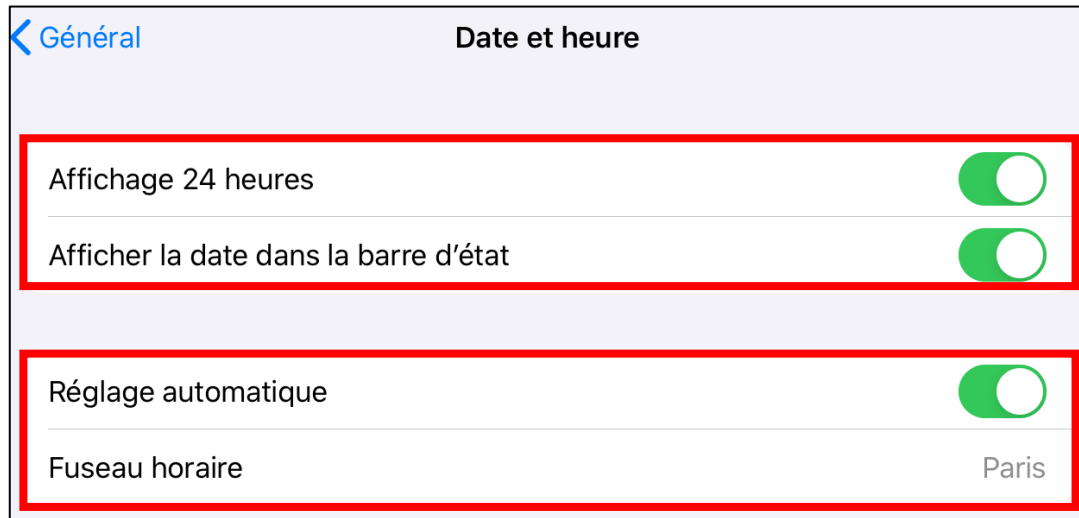 Général
Date et heure
Affichage 24 heures
Afficher la date dans la barre d’état
Réglage automatique
Fuseau horaire Paris